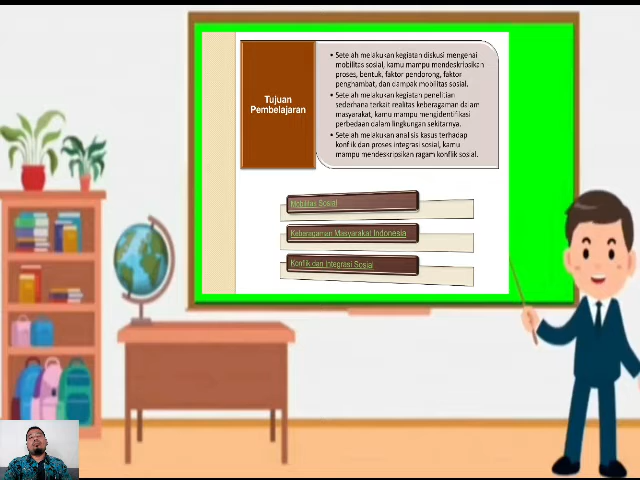 Tujuan
Pembelajaran
• Setelah melakukan kegiatan diskusi mengenai
mobilitas sosial, kamu mampu mendeskripsikan
proses, bentuk, faktor pendorong, faktor
penghambat, dan dampak mobilitas sosial.
• Setelah melakukan kegiatan penelitian
sederhana terkait realitas keberagaman dalam
masyarakat, kamu mampu mengidentifikasi
perbedaan dalam lingkungan sekitarnya.
• Setelah melakukan analisis kasus terhadap
konflik dan proses integrasi sosial, kamu
mampu mendeskripsikan ragam konflik sosial.
Mobilitas Sosial
Keberagaman Masyarakat Indonesia
Konflik dan Integrasi Sosial